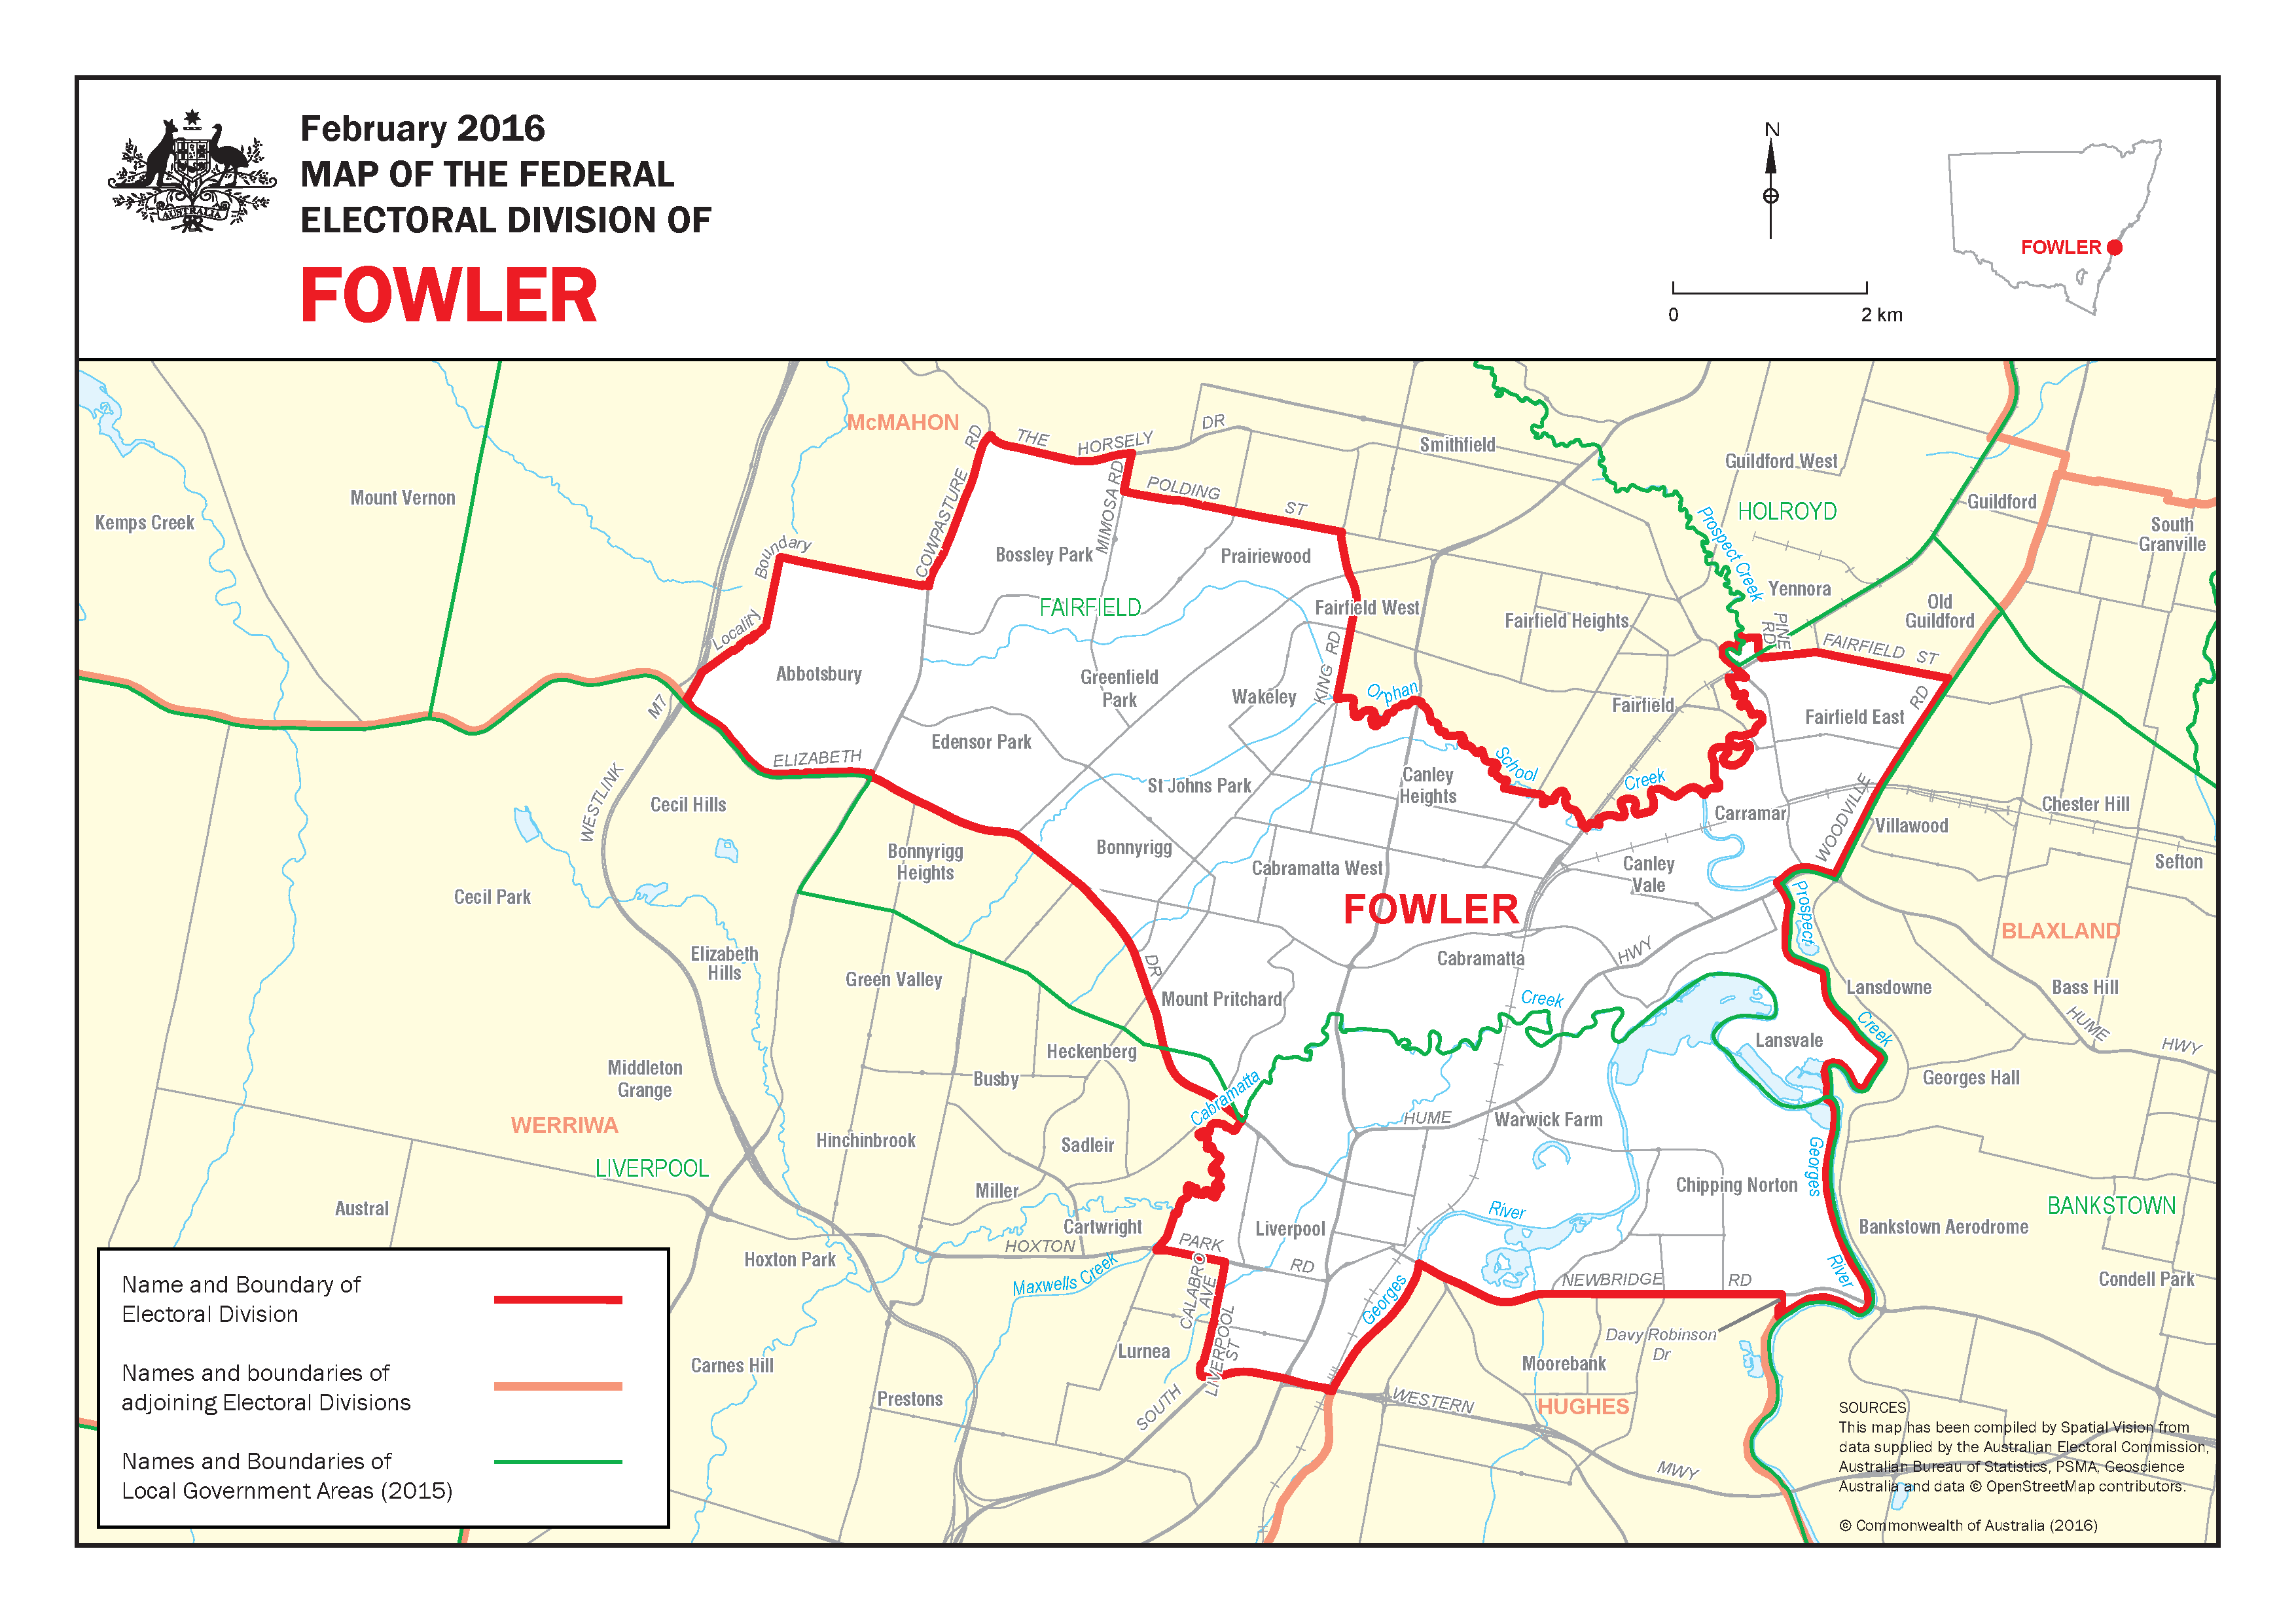 February 2016
MAP OF THE FEDERAL
ELECTORAL DIVISION OF
FOWLER
AUSTRALIA
N
0
2 km
FOWLER
McMAHON
RD
THE
HORSELY
DR
Smithfield
Guildford West
Mount Vernon
Kemps Creek
COWPASTURE
MIMOSA RD
POLDING
ST
Prospect Creek
HOLROYD
Guildford
South
Granville
Boundary
Bossley Park
Prairiewood
Yennora
FAIRFIELD
Fairfield West
Fairfield Heights
Old
Guildford
Locality
PINE
RD
FAIRFIELD ST
Abbotsbury
Greenfield
Park
Wakeley
KING RD
Orphan
Fairfield
RD
M7
Fairfield East
Edensor Park
ELIZABETH
School
Creek
WESTLINK
Cecil Hills
St Johns Park
Canley
Heights
Carramar
WOODVILLE
Chester Hill
Villawood
Bonnyrigg
Heights
Bonnyrigg
Cabramatta West
Canley
Vale
Sefton
Cecil Park
FOWLER
Prospect
BLAXLAND
Elizabeth
Hills
Green Valley
DR
Cabramatta
HWY
Mount Pritchard
Creek
Lansdowne
Bass Hill
Creek
HUME
HWY
Heckenberg
Lansvale
Middleton
Grange
Busby
Cabramatta
Georges Hall
WERRIWA
HUME
Warwick Farm
Hinchinbrook
Sadleir
Georges
LIVERPOOL
Miller
Chipping Norton
Austral
BANKSTOWN
Cartwright
Liverpool
River
Bankstown Aerodrome
HOXTON
PARK
RD
Hoxton Park
Maxwells Creek
CALABRO
AVE
Georges
NEWBRIDGE
RD
River
Condell Park
Name and Boundary of
Electoral Division
LIVERPOOL
ST
Davy Robinson
Dr
Lurnea
Carnes Hill
Moorebank
Names and boundaries of
adjoining Electoral Divisions
Prestons
SOUTH
WESTERN
HUGHES
MWY
Names and Boundaries of
Local Government Areas (2015)
SOURCES
This map has been compiled by Spatial Vision from
data supplied by the Australian Electoral Commission,
Australian Bureau of Statistics, PSMA, Geoscience
Australia and data © OpenStreetMap contributors.
© Commonwealth of Australia (2016)